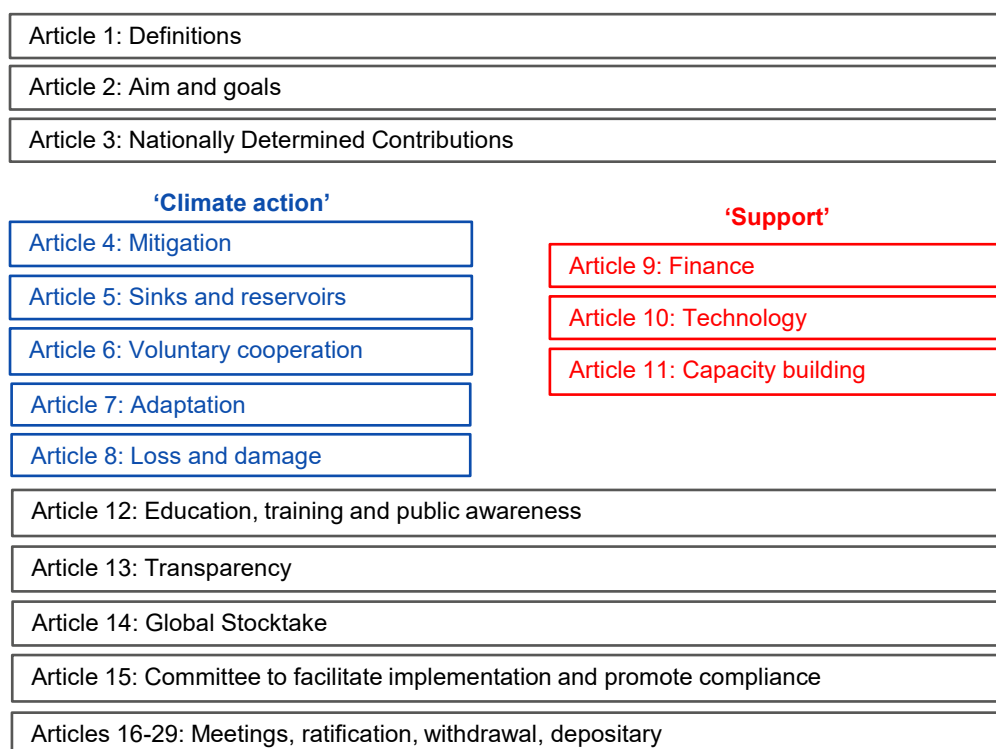 Article 1: Definitions
Article 2: Aim and goals
Article 3: Nationally Determined Contributions
‘Climate action’
Article 4: Mitigation
Article 5: Sinks and reservoirs
Article 6: Voluntary cooperation
Article 7: Adaptation
Article 8: Loss and damage
‘Support’
Article 9: Finance
Article 10: Technology
Article 11: Capacity building
Article 12: Education, training and public awareness
Article 13: Transparency
Article 14: Global Stocktake
Article 15: Committee to facilitate implementation and promote compliance
Articles 16-29: Meetings, ratification, withdrawal, depositary